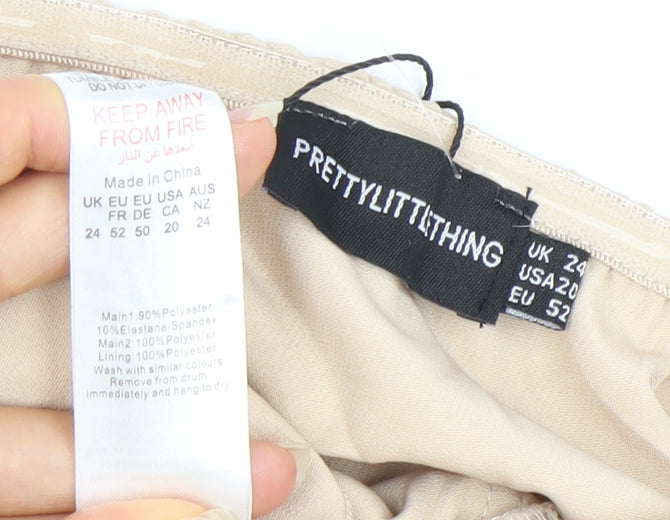 DO NOT
KEEP AWAY
FROM FIRE
أبعدها عن النار
Made in China
UK EU EU USA AUS
FR DE CA NZ
24 52 50 20 24
Main1:90%Polyester
10%Elastane/Spandex
Main2:100%Polyester
Lining:100%Polyester
Wash with similar colours
Remove from drum
immediately and hang to dry
PRETTYLITTLETHING
UK 24
USA20
EU 52